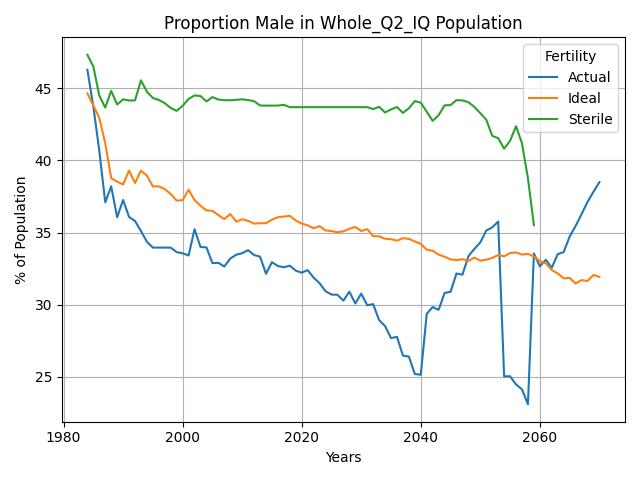 Proportion Male in Whole_Q2_IQ Population
Fertility
Actual
Ideal
Sterile
% of Population
45
40
35
30
25
1980
2000
2020
2040
2060
Years